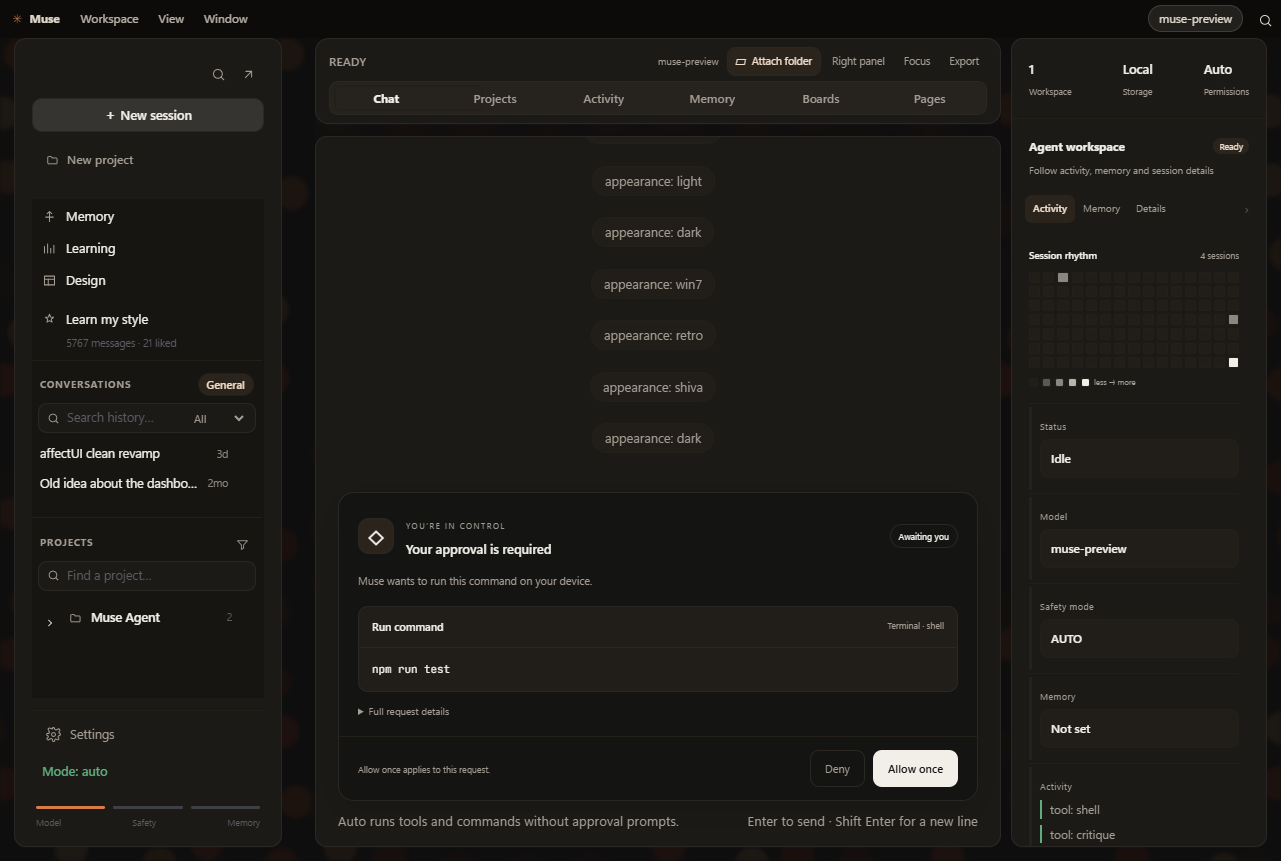 Muse Workspace View Window muse-preview
+ New session
New project
Memory
Learning
Design
Learn my style
5767 messages · 21 liked
CONVERSATIONS General
Search history... All
affectUI clean revamp 3d
Old idea about the dashbo... 2mo
PROJECTS
Find a project...
Muse Agent 2
Settings
Mode: auto
Model Safety Memory
READY muse-preview Attach folder Right panel Focus Export
Chat Projects Activity Memory Boards Pages
appearance: light
appearance: dark
appearance: win7
appearance: retro
appearance: shiva
appearance: dark
YOU'RE IN CONTROL
Your approval is required
Awaiting you
Muse wants to run this command on your device.
Run command Terminal · shell
npm run test
Full request details
Allow once applies to this request. Deny Allow once
Auto runs tools and commands without approval prompts. Enter to send · Shift Enter for a new line
1 Local Auto
Workspace Storage Permissions
Agent workspace Ready
Follow activity, memory and session details
Activity Memory Details
Session rhythm 4 sessions
less → more
Status
Idle
Model
muse-preview
Safety mode
AUTO
Memory
Not set
Activity
tool: shell
tool: critique